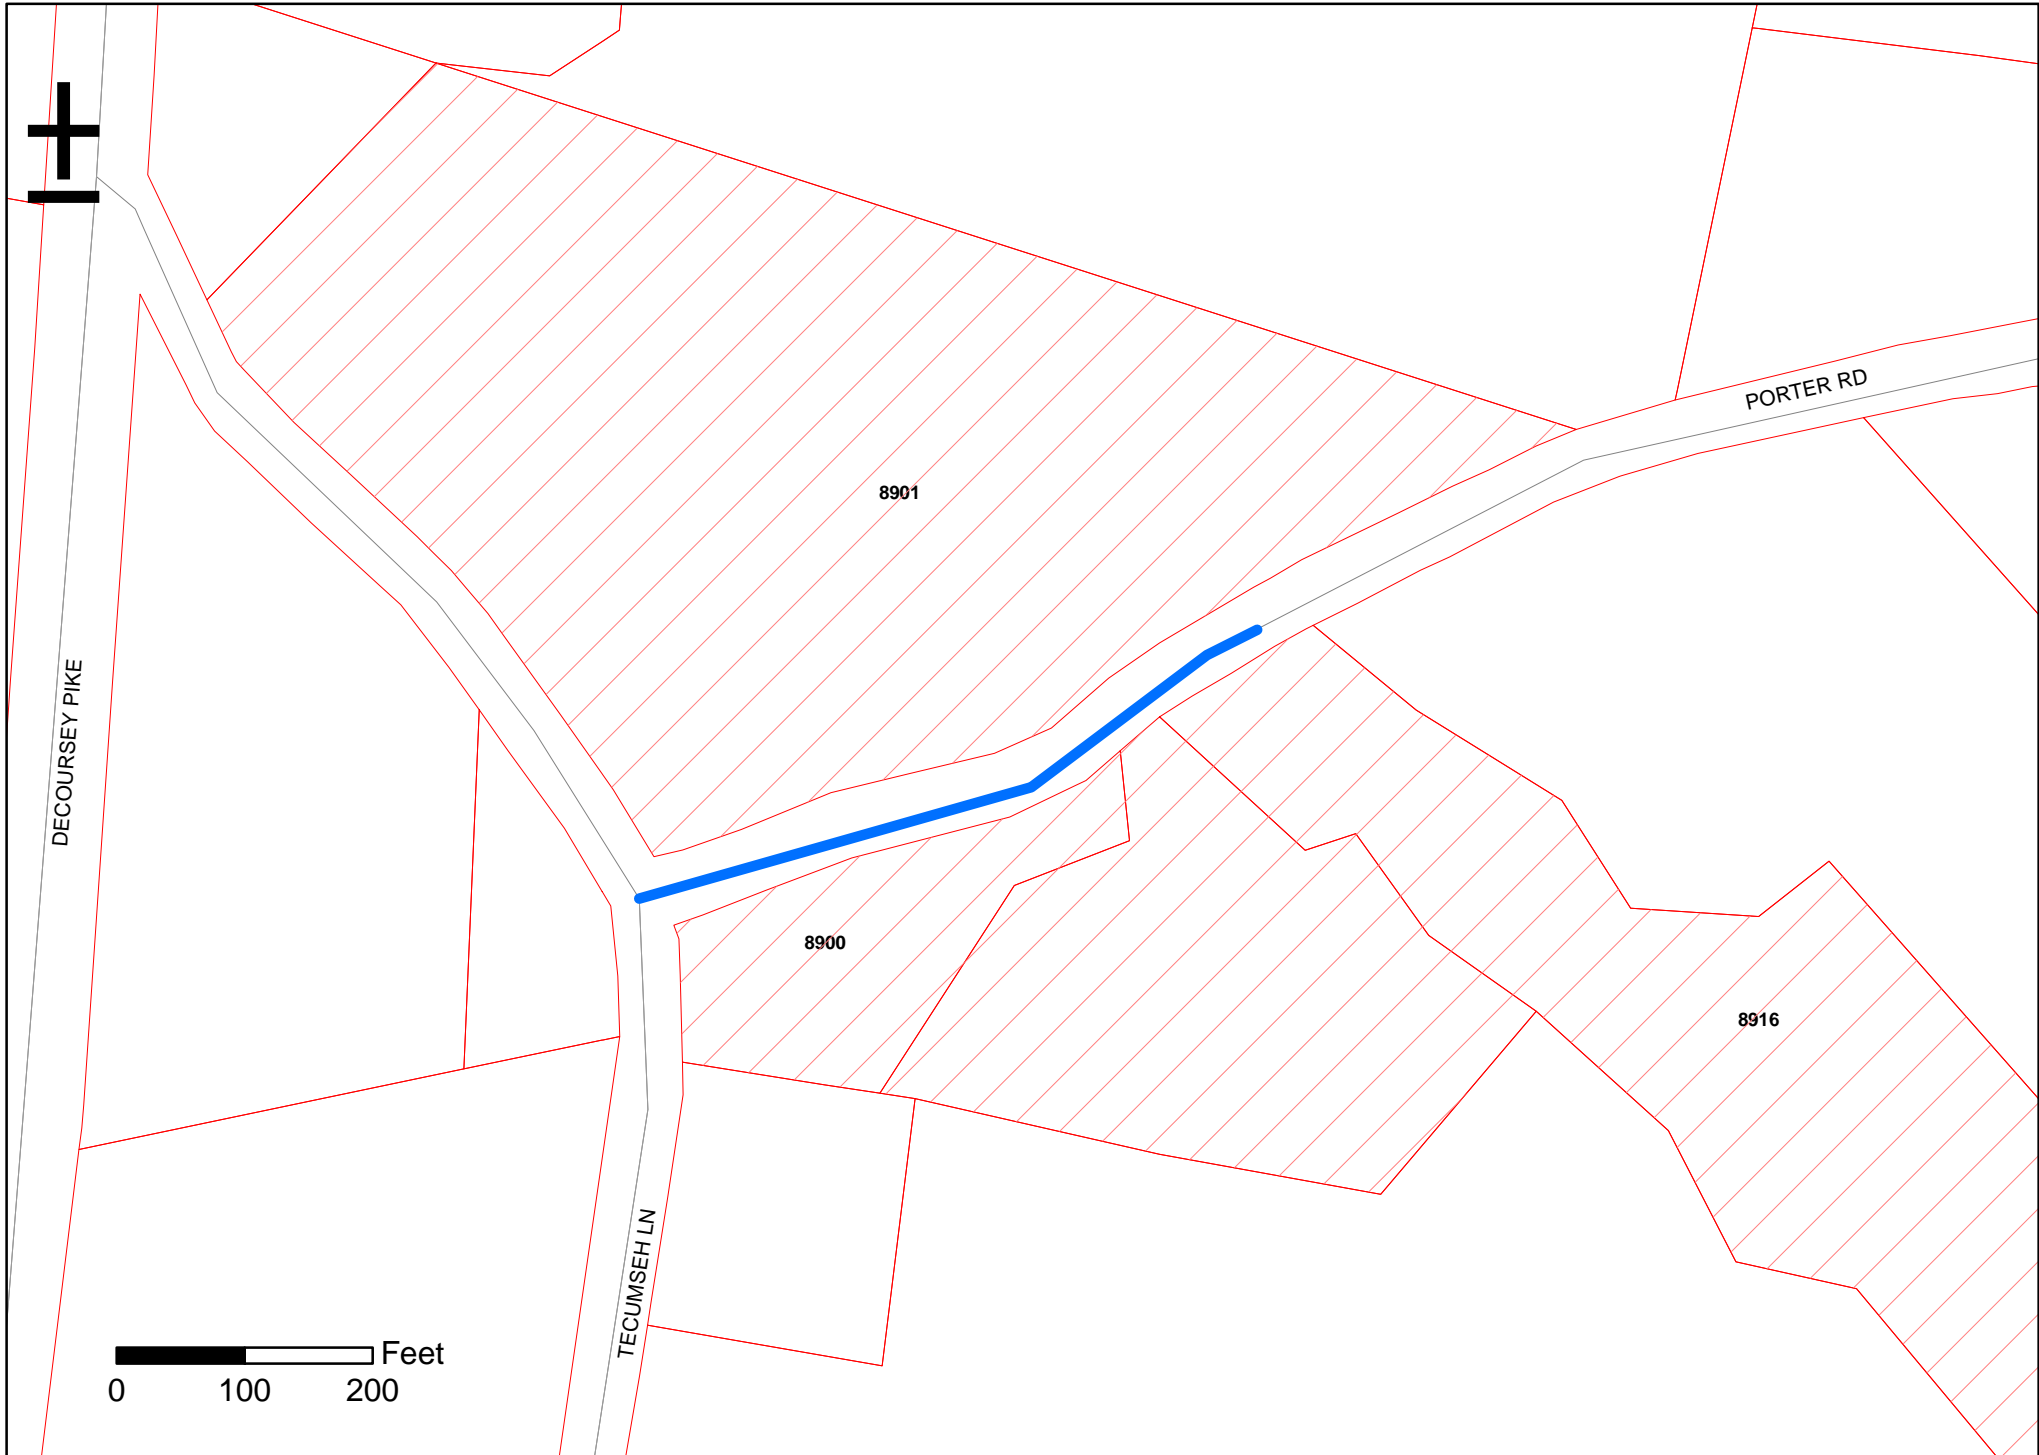 PORTER RD
8901
DECOURSEY PIKE
8900
8916
TECUMSEH LN
Feet
0 100 200